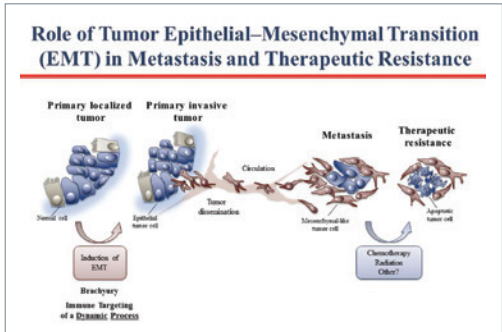 Role of Tumor Epithelial–Mesenchymal Transition
(EMT) in Metastasis and Therapeutic Resistance
Primary localized
tumor
Primary invasive
tumor
Metastasis
Therapeutic
resistance
Circulation
Normal cell
Epithelial
tumor cell
Tumor
dissemination
Mesenchymal-like
tumor cell
Apoptotic
tumor cell
Induction of
EMT
Chemotherapy
Radiation
Other?
Brachyury
Immune Targeting
of a Dynamic Process